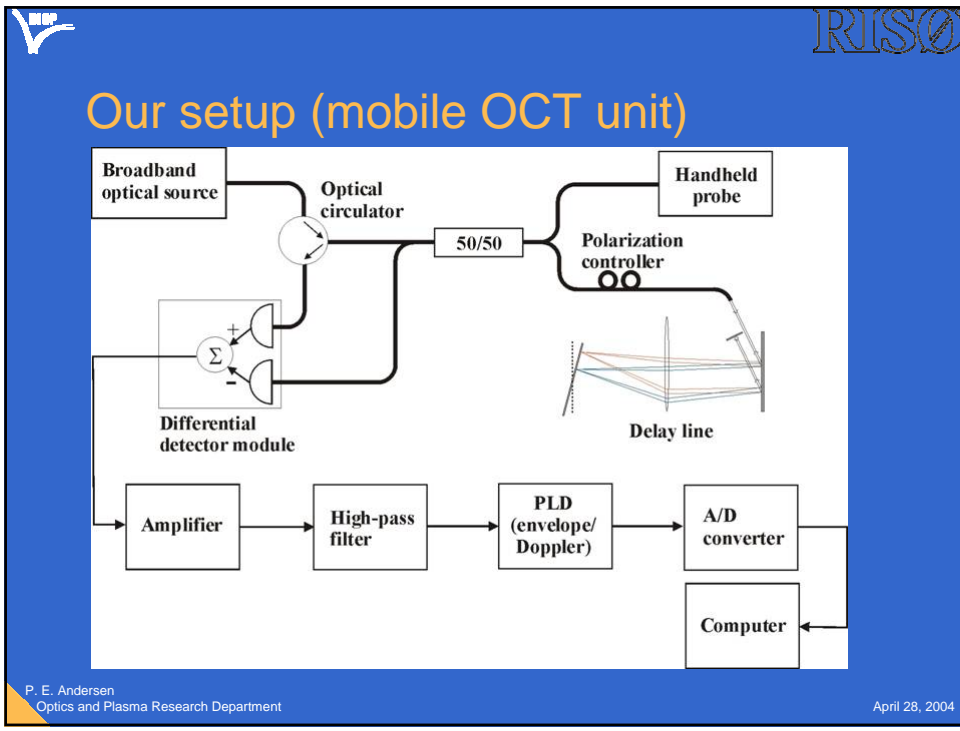 RISØ
Our setup (mobile OCT unit)
Broadband
optical source
Optical
circulator
50/50
Handheld
probe
Polarization
controller
+
Σ
-
Differential
detector module
Delay line
Amplifier
High-pass
filter
PLD
(envelope/
Doppler)
A/D
converter
Computer
P. E. Andersen
Optics and Plasma Research Department
April 28, 2004